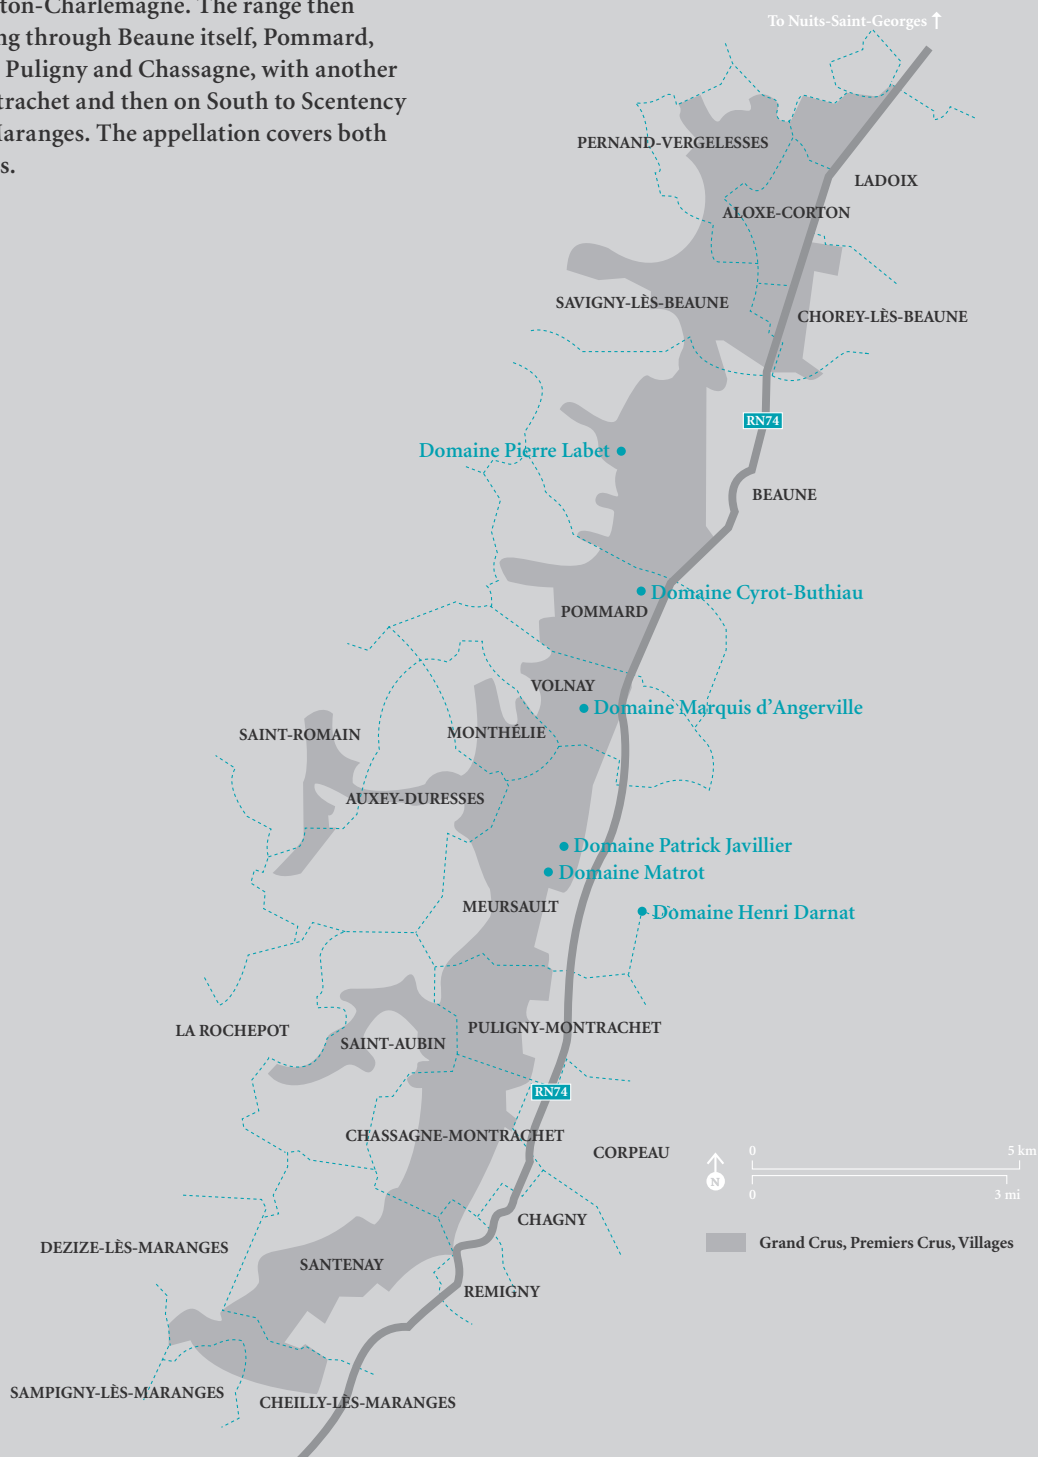 ton-Charlemagne. The range then
ng through Beaune itself, Pommard,
Puligny and Chassagne, with another
trachet and then on South to Scentency
Maranges. The appellation covers both
s.
To Nuits-Saint-Georges
PERNAND-VERGELESSES
LADOIX
ALOXE-CORTON
SAVIGNY-LÈS-BEAUNE
CHOREY-LÈS-BEAUNE
RN74
Domaine Pierre Labet
BEAUNE
Domaine Cyrot-Buthiau
POMMARD
VOLNAY
Domaine Marquis d’Angerville
SAINT-ROMAIN
MONTHÉLIE
AUXEY-DURESSES
Domaine Patrick Javillier
Domaine Matrot
MEURSAULT
Domaine Henri Darnat
LA ROCHEPOT
PULIGNY-MONTRACHET
SAINT-AUBIN
RN74
CHASSAGNE-MONTRACHET
CORPEAU
0 5 km
N
0 3 mi
CHAGNY
Grand Crus, Premiers Crus, Villages
DEZIZE-LÈS-MARANGES
SANTENAY
REMIGNY
SAMPIGNY-LÈS-MARANGES
CHEILLY-LÈS-MARANGES